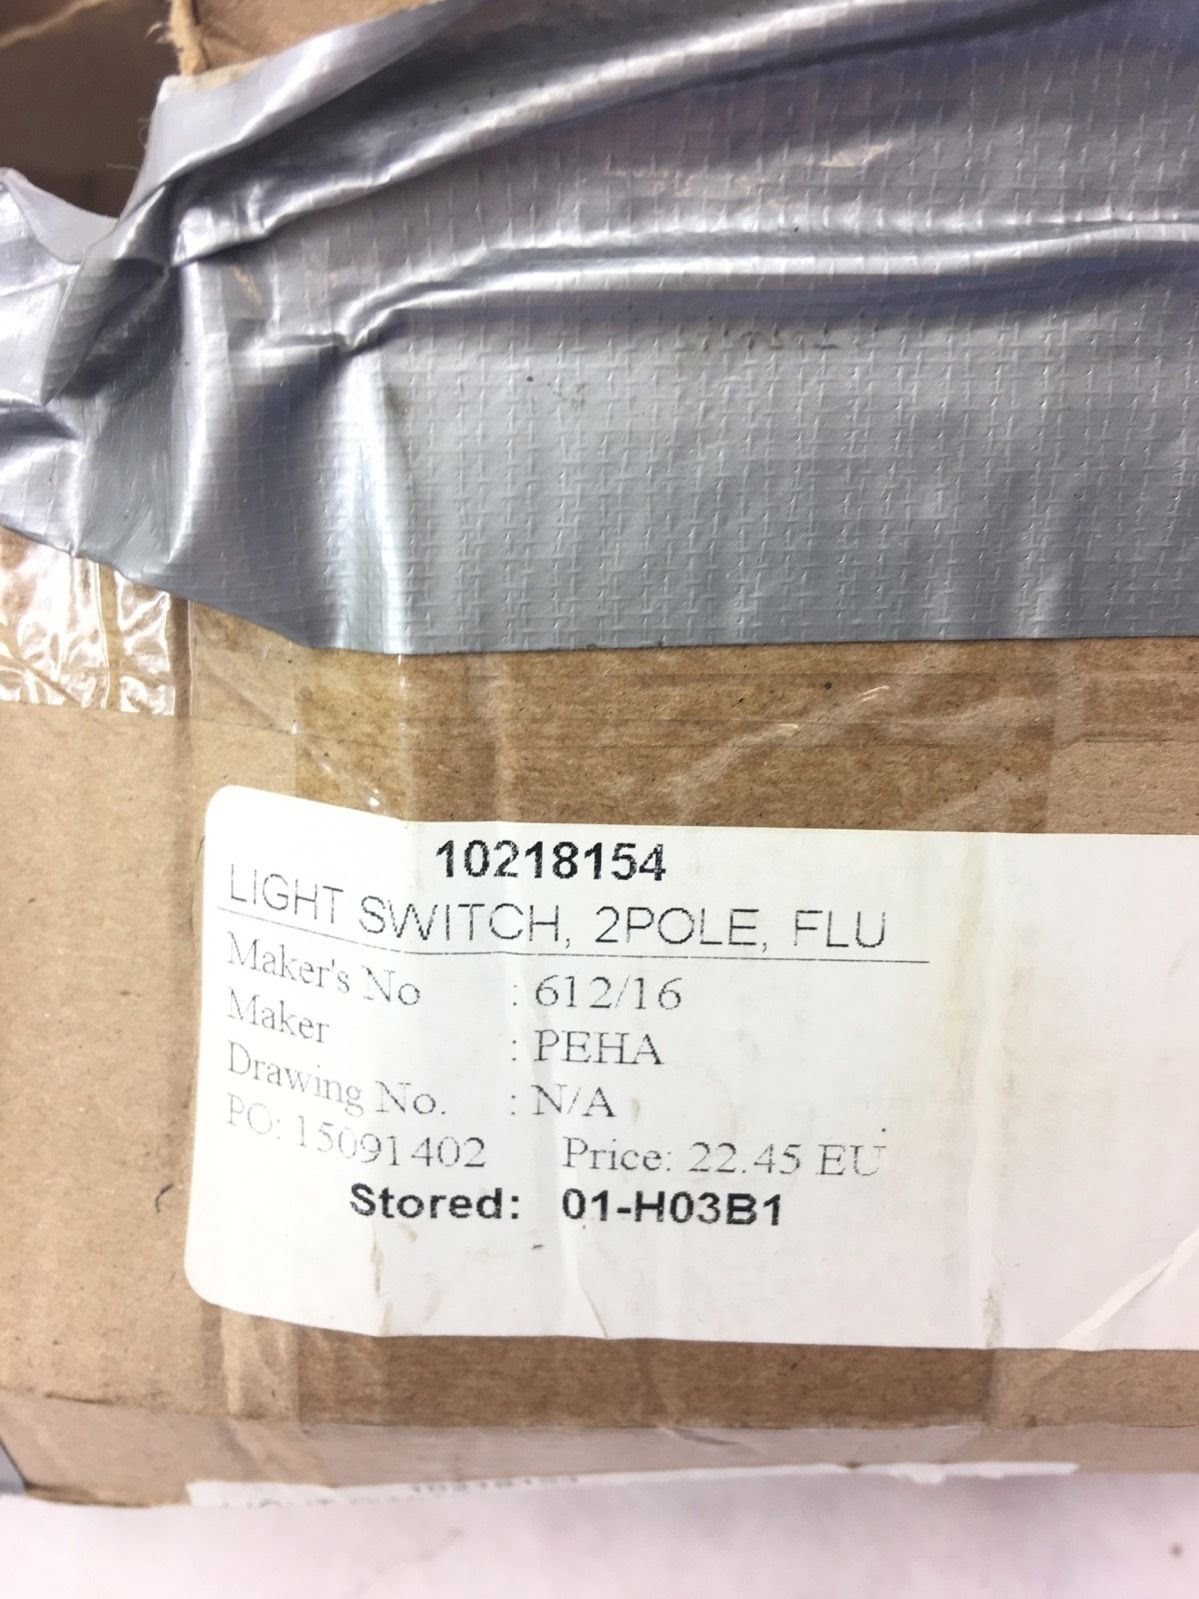 10218154
LIGHT SWITCH, 2POLE, FLU
Maker's No : 612/16
Maker : PEHA
Drawing No. : N/A
PO: 15091402 Price: 22.45 EU
Stored: 01-H03B1
10218154